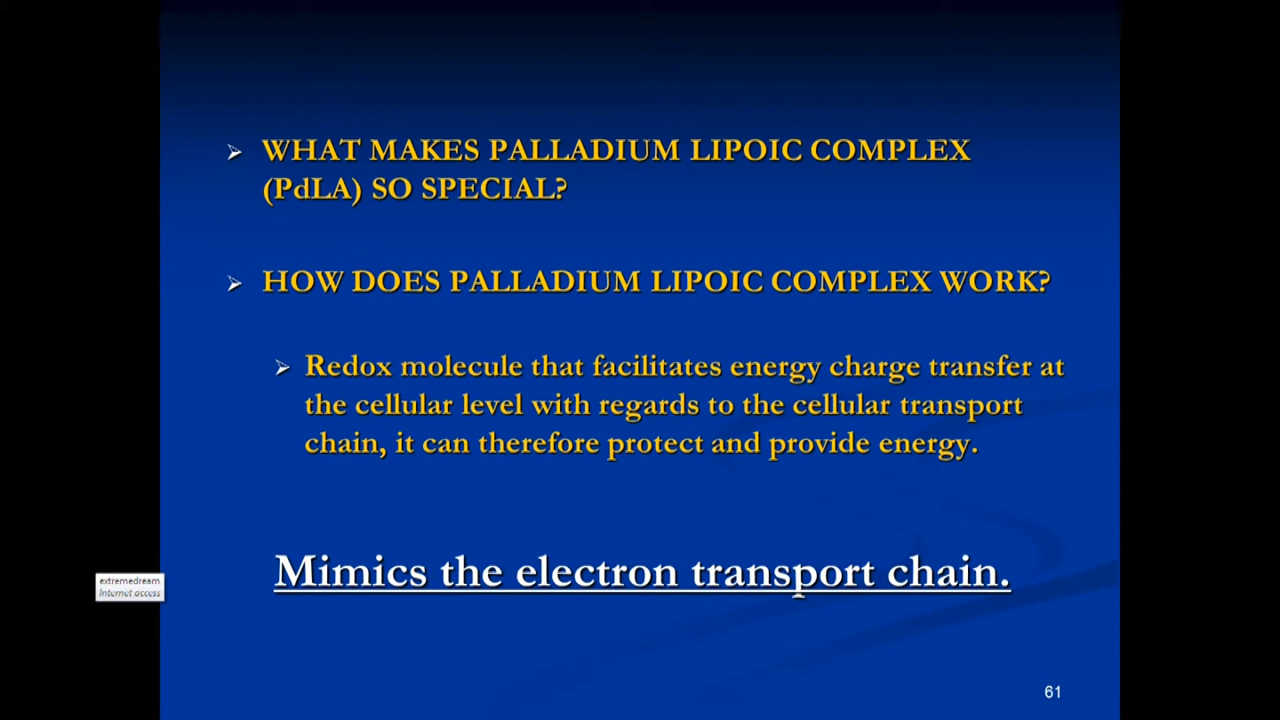 WHAT MAKES PALLADIUM LIPOIC COMPLEX
(PdLA) SO SPECIAL?
HOW DOES PALLADIUM LIPOIC COMPLEX WORK?
Redox molecule that facilitates energy charge transfer at
the cellular level with regards to the cellular transport
chain, it can therefore protect and provide energy.
Mimics the electron transport chain.
extremedream
Internet access
61